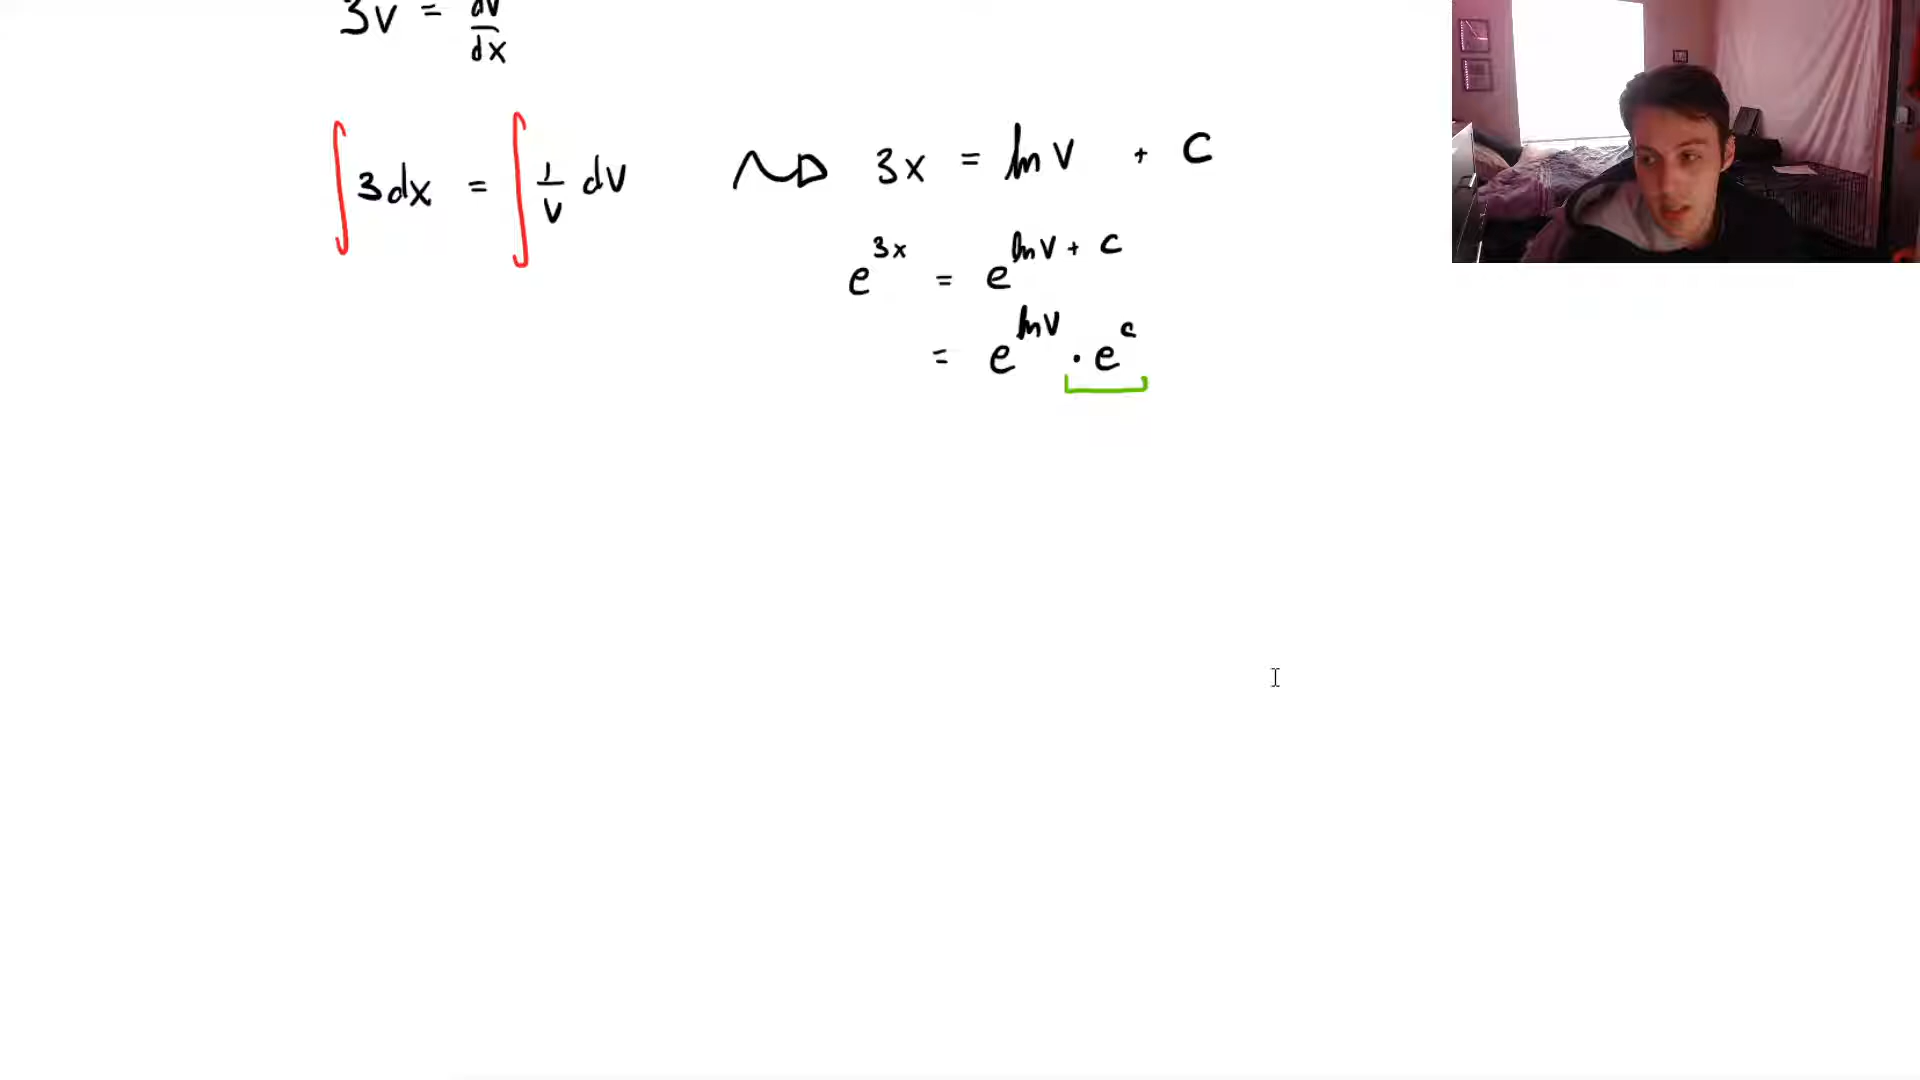 3v = dv/dx
∫ 3dx = ∫ 1/v dv ⇝ 3x = ln v + c
e^{3x} = e^{ln v + c}
= e^{ln v} · e^{c}